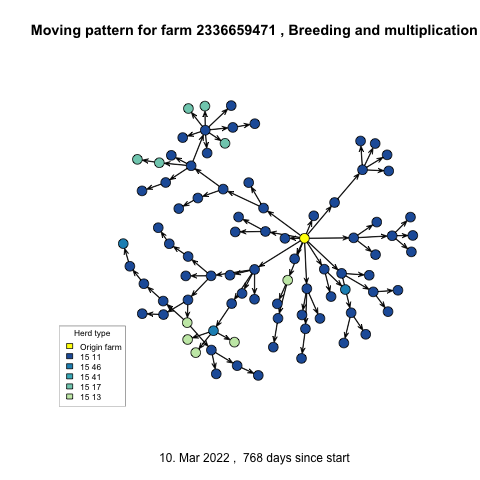 Moving pattern for farm 2336659471 , Breeding and multiplication
Herd type
Origin farm
15 11
15 46
15 41
15 17
15 13
10. Mar 2022 , 768 days since start